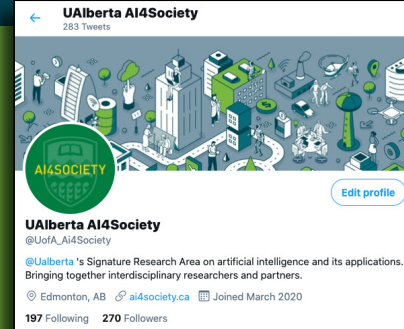 UAlberta AI4Society
283 Tweets
AI4SOCIETY
Edit profile
UAlberta AI4Society
@UofA_Ai4Society
@Ualberta 's Signature Research Area on artificial intelligence and its applications.
Bringing together interdisciplinary researchers and partners.
Edmonton, AB ai4society.ca Joined March 2020
197 Following 270 Followers